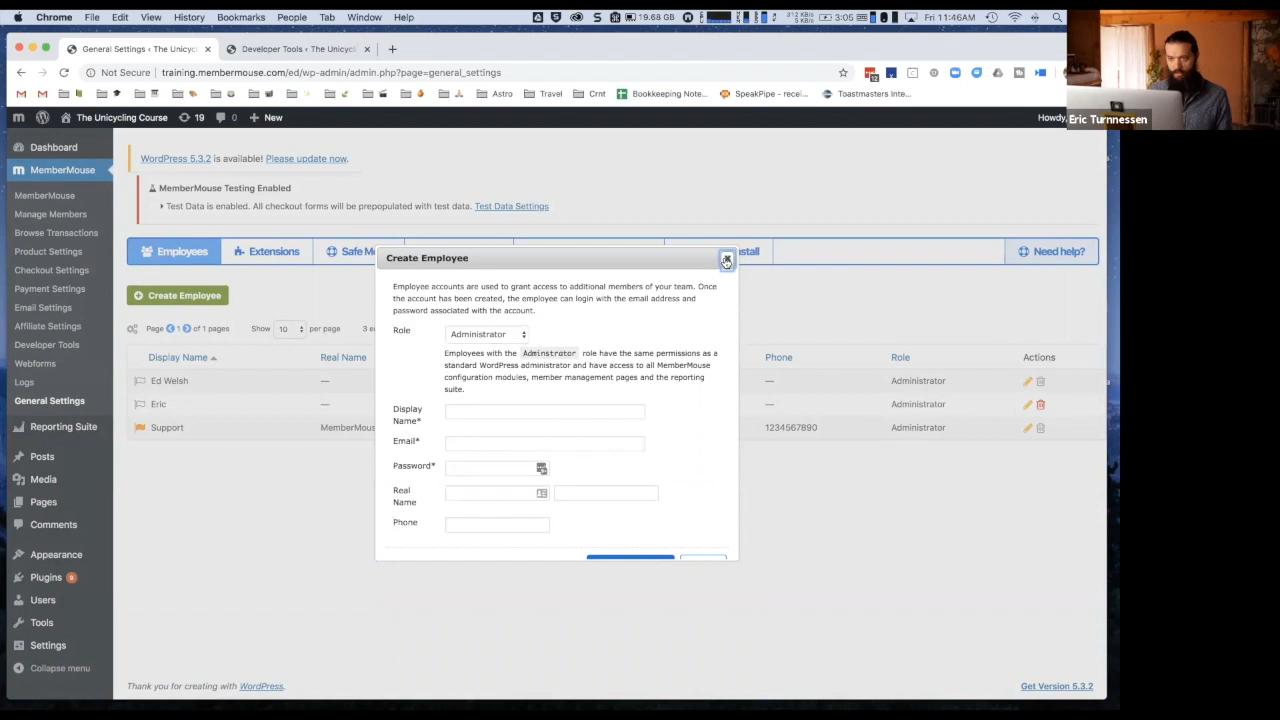 Chrome File Edit View History Bookmarks People Tab Window Help
19.68 GB
3:05
Fri 11:46AM
General Settings ‹ The Unicycl
Developer Tools ‹ The Unicycli
Not Secure
training.membermouse.com/ed/wp-admin/admin.php?page=general_settings
12
Astro
Travel
Crnt
Bookkeeping Note...
SpeakPipe - recei...
Toastmasters Inte...
Eric Turnnessen
The Unicycling Course
19
0
New
Howdy,
Dashboard
MemberMouse
MemberMouse
Manage Members
Browse Transactions
Product Settings
Checkout Settings
Payment Settings
Email Settings
Affiliate Settings
Developer Tools
Webforms
Logs
General Settings
Reporting Suite
Posts
Media
Pages
Comments
Appearance
Plugins 9
Users
Tools
Settings
Collapse menu
WordPress 5.3.2 is available! Please update now.
MemberMouse Testing Enabled
Test Data is enabled. All checkout forms will be prepopulated with test data. Test Data Settings
Employees
Extensions
Safe M
stall
Need help?
Create Employee
Page 1 of 1 pages
Show 10 per page
3 e
Display Name
Real Name
Phone
Role
Actions
Ed Welsh
—
—
Administrator
Eric
—
—
Administrator
Support
MemberMous
1234567890
Administrator
Create Employee
Employee accounts are used to grant access to additional members of your team. Once
the account has been created, the employee can login with the email address and
password associated with the account.
Role
Administrator
Employees with the Adminstrator role have the same permissions as a
standard WordPress administrator and have access to all MemberMouse
configuration modules, member management pages and the reporting
suite.
Display
Name*
Email*
Password*
Real
Name
Phone
Thank you for creating with WordPress.
Get Version 5.3.2